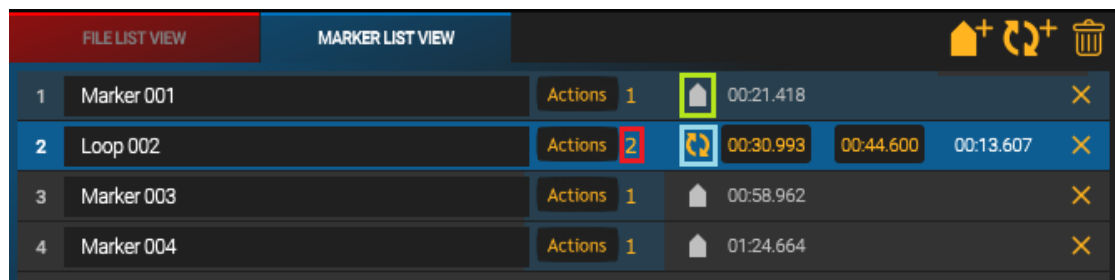 FILE LIST VIEW MARKER LIST VIEW
1 Marker 001 Actions 1 00:21.418
2 Loop 002 Actions 2 00:30.993 00:44.600 00:13.607
3 Marker 003 Actions 1 00:58.962
4 Marker 004 Actions 1 01:24.664